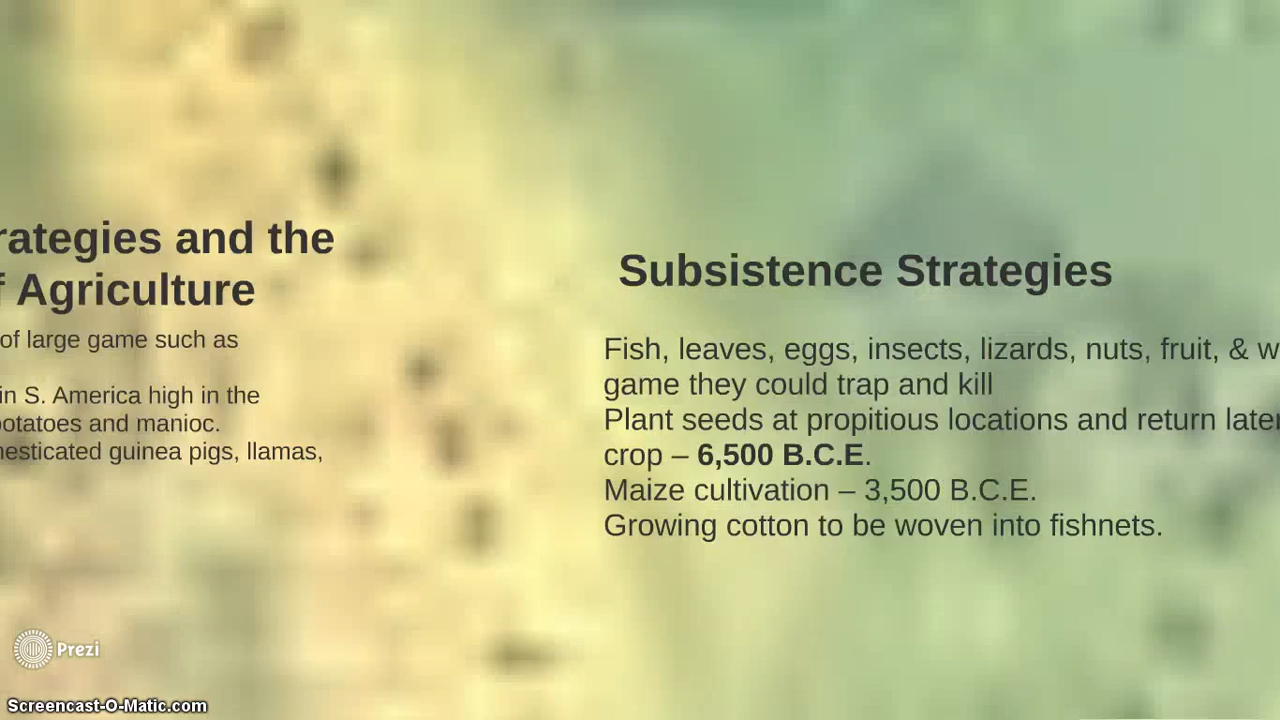 rategies and the
f Agriculture
of large game such as
in S. America high in the
otatoes and manioc.
nesticated guinea pigs, llamas,
Subsistence Strategies
Fish, leaves, eggs, insects, lizards, nuts, fruit, & w
game they could trap and kill
Plant seeds at propitious locations and return later
crop – 6,500 B.C.E.
Maize cultivation – 3,500 B.C.E.
Growing cotton to be woven into fishnets.
Prezi
Screencast-O-Matic.com